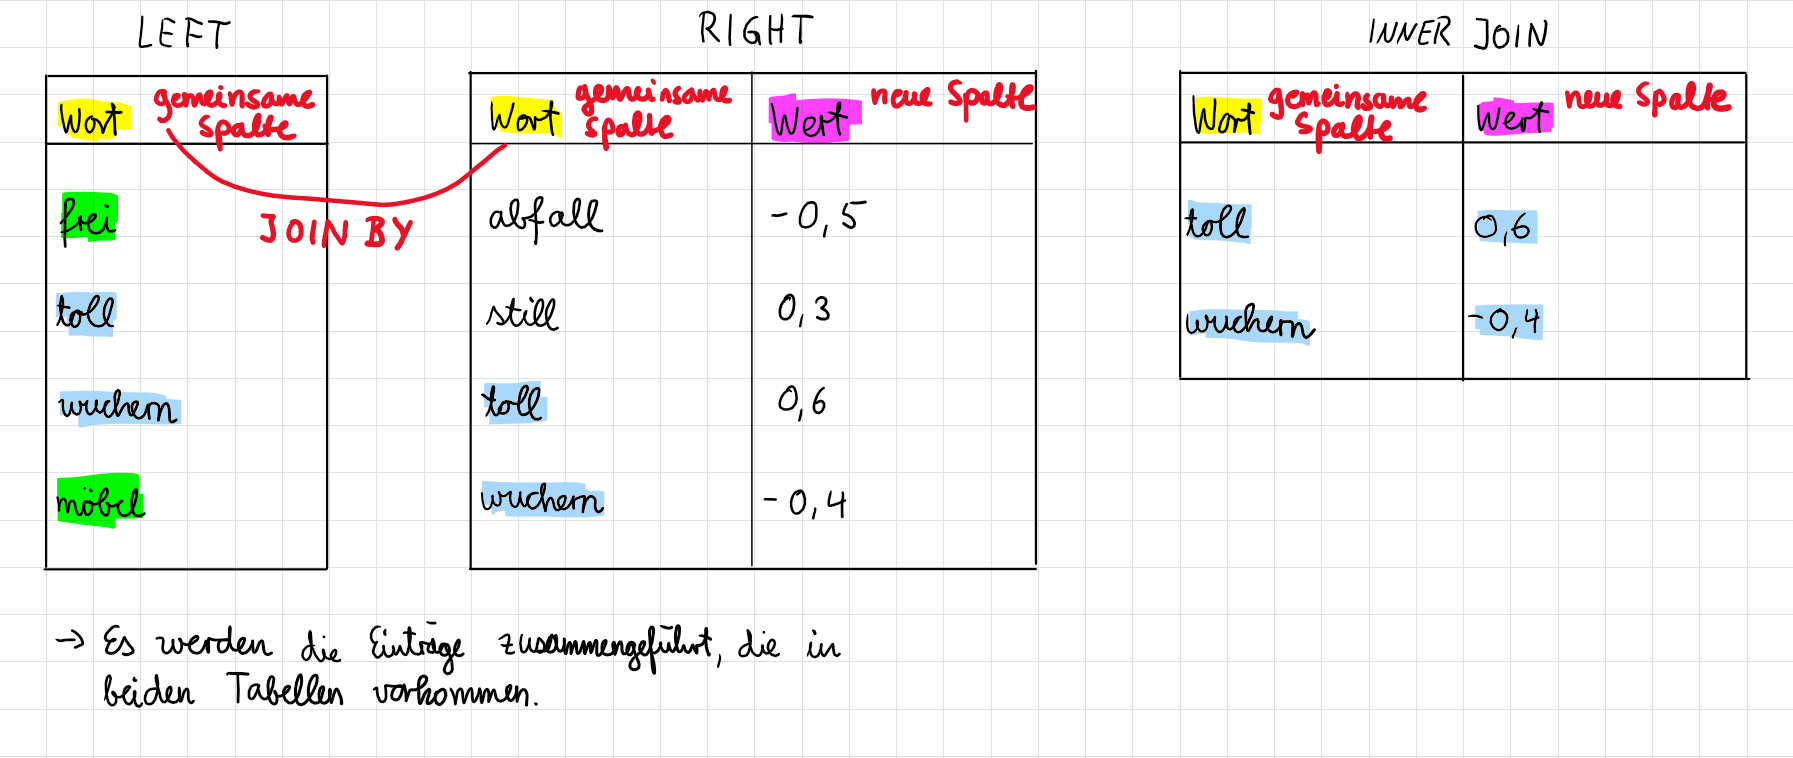 LEFT
Wort gemeinsame
Spalte
frei
toll
wuchern
möbel
JOIN BY
RIGHT
Wort gemeinsame Wert neue Spalte
Spalte
abfall -0,5
still 0,3
toll 0,6
wuchern -0,4
INNER JOIN
Wort gemeinsame Wert neue Spalte
Spalte
toll 0,6
wuchern -0,4
→ Es werden die Einträge zusammengeführt, die in
beiden Tabellen vorkommen.